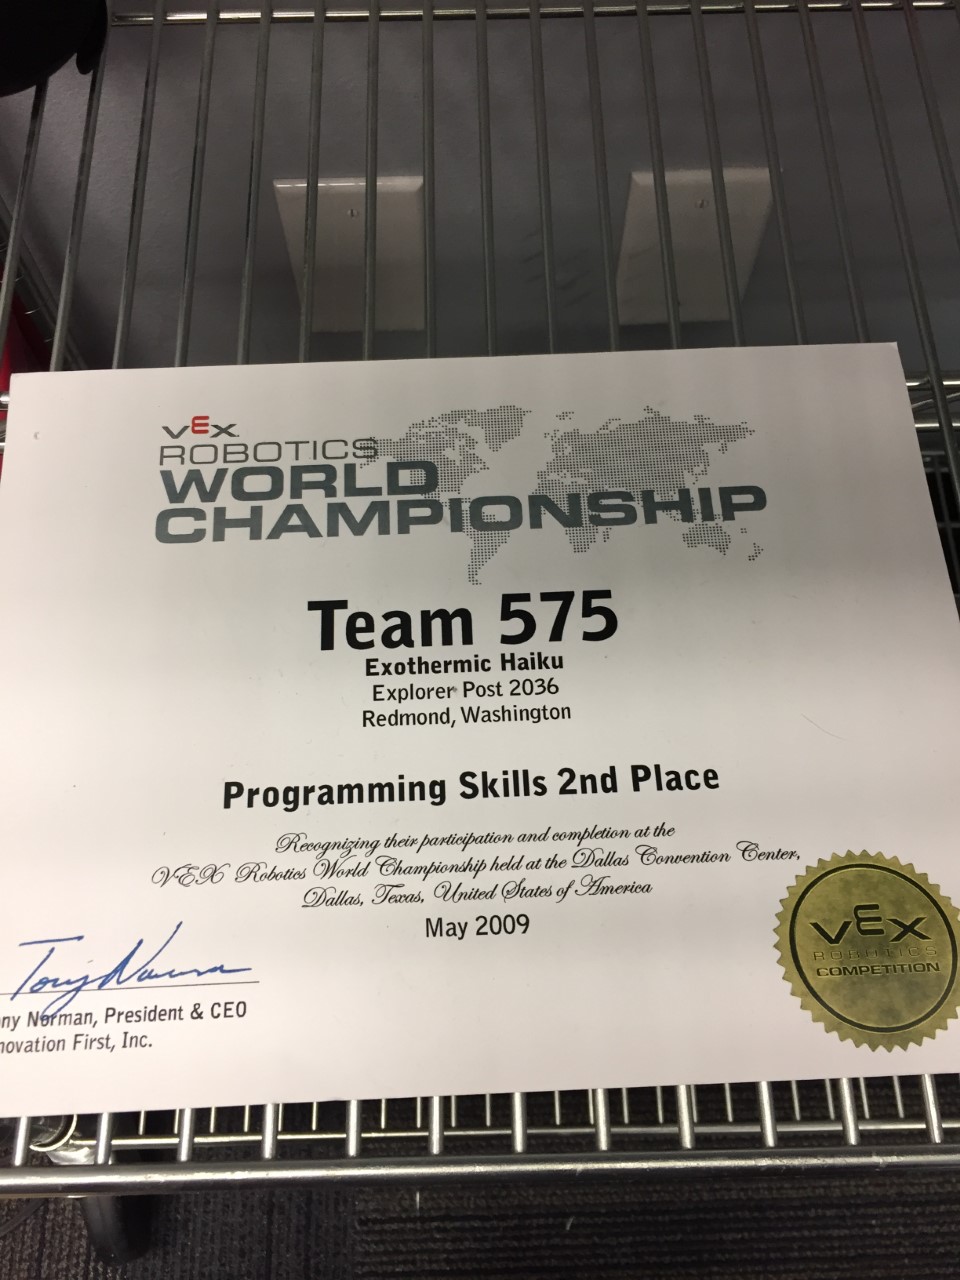 VEX
ROBOTICS
WORLD
CHAMPIONSHIP
Team 575
Exothermic Haiku
Explorer Post 2036
Redmond, Washington
Programming Skills 2nd Place
Recognizing their participation and completion at the
VEX Robotics World Championship held at the Dallas Convention Center,
Dallas, Texas, United States of America
May 2009
Tony Norman
ny Norman, President & CEO
novation First, Inc.
VEX
ROBOTICS
COMPETITION